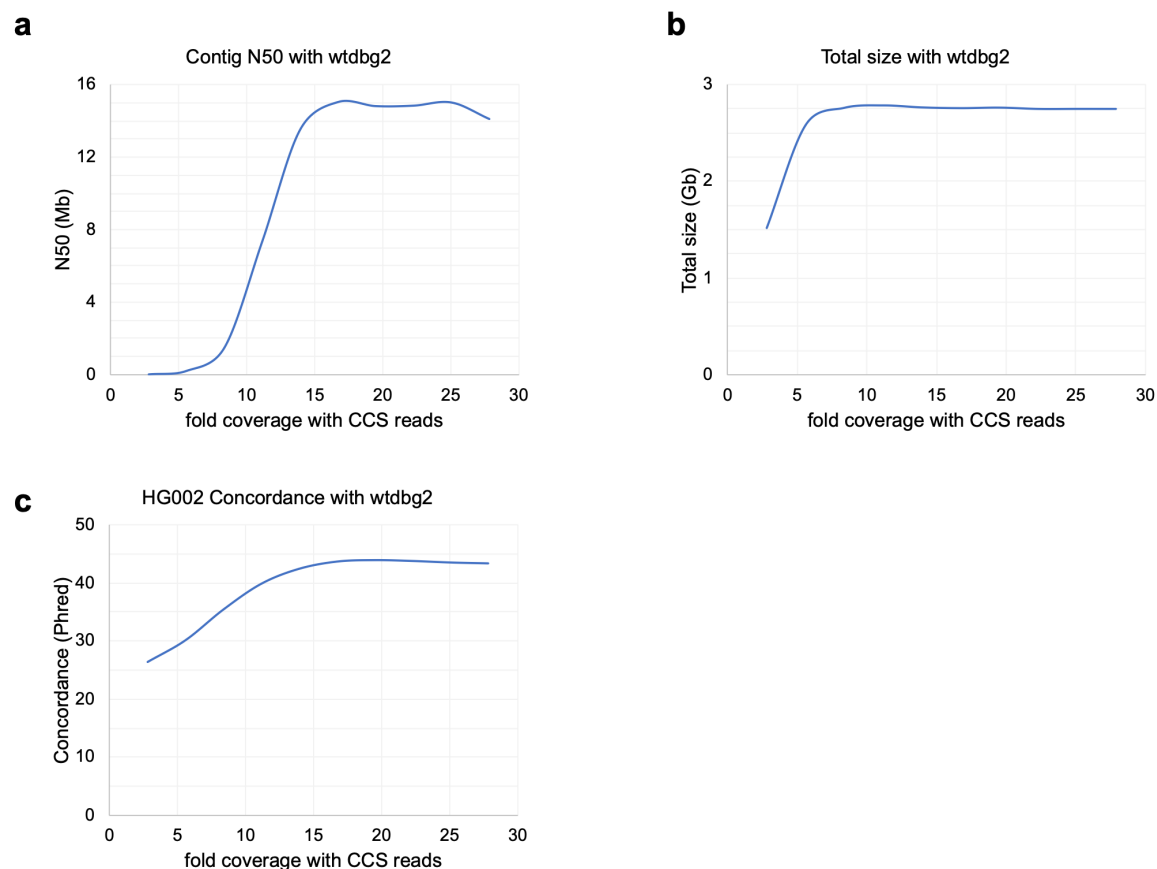 a
Contig N50 with wtdbg2
16
12
8
4
0
N50 (Mb)
0 5 10 15 20 25 30
fold coverage with CCS reads
b
Total size with wtdbg2
3
2
1
0
Total size (Gb)
0 5 10 15 20 25 30
fold coverage with CCS reads
c
HG002 Concordance with wtdbg2
50
40
30
20
10
0
Concordance (Phred)
0 5 10 15 20 25 30
fold coverage with CCS reads